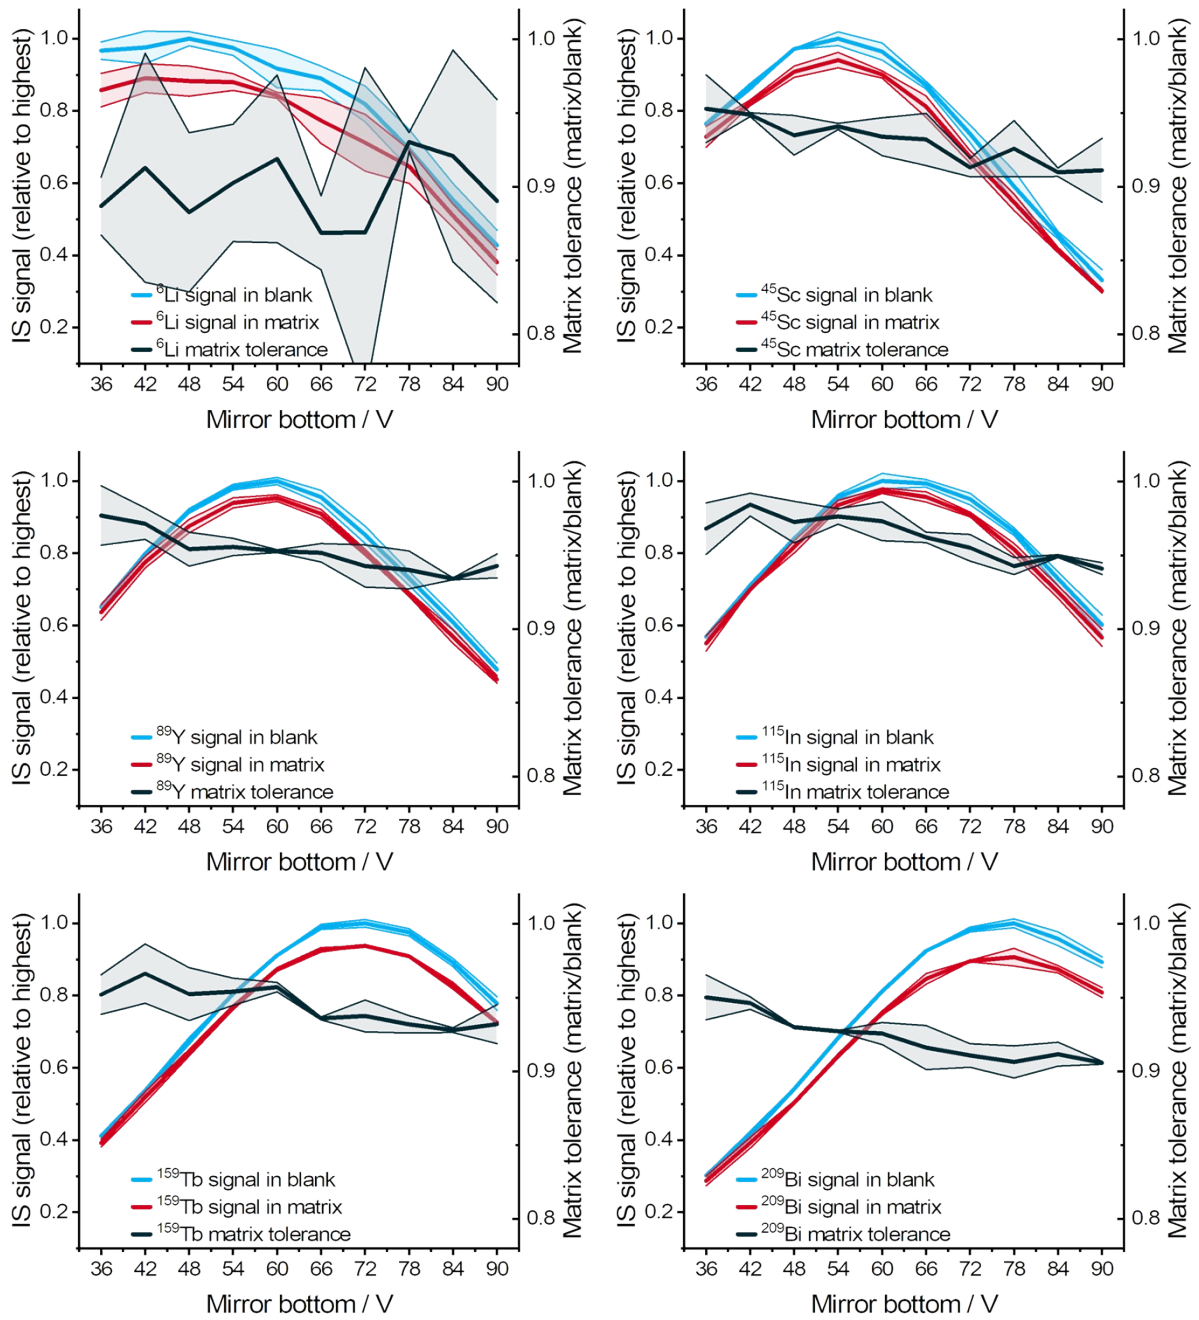 IS signal (relative to highest)
1.0
0.8
0.6
0.4
0.2
⁶Li signal in blank
⁶Li signal in matrix
⁶Li matrix tolerance
1.0
0.9
0.8
Matrix tolerance (matrix/blank)
36 42 48 54 60 66 72 78 84 90
Mirror bottom / V
IS signal (relative to highest)
1.0
0.8
0.6
0.4
0.2
⁴⁵Sc signal in blank
⁴⁵Sc signal in matrix
⁴⁵Sc matrix tolerance
1.0
0.9
0.8
Matrix tolerance (matrix/blank)
36 42 48 54 60 66 72 78 84 90
Mirror bottom / V
IS signal (relative to highest)
1.0
0.8
0.6
0.4
0.2
⁸⁹Y signal in blank
⁸⁹Y signal in matrix
⁸⁹Y matrix tolerance
1.0
0.9
0.8
Matrix tolerance (matrix/blank)
36 42 48 54 60 66 72 78 84 90
Mirror bottom / V
IS signal (relative to highest)
1.0
0.8
0.6
0.4
0.2
¹¹⁵In signal in blank
¹¹⁵In signal in matrix
¹¹⁵In matrix tolerance
1.0
0.9
0.8
Matrix tolerance (matrix/blank)
36 42 48 54 60 66 72 78 84 90
Mirror bottom / V
IS signal (relative to highest)
1.0
0.8
0.6
0.4
0.2
¹⁵⁹Tb signal in blank
¹⁵⁹Tb signal in matrix
¹⁵⁹Tb matrix tolerance
1.0
0.9
0.8
Matrix tolerance (matrix/blank)
36 42 48 54 60 66 72 78 84 90
Mirror bottom / V
IS signal (relative to highest)
1.0
0.8
0.6
0.4
0.2
²⁰⁹Bi signal in blank
²⁰⁹Bi signal in matrix
²⁰⁹Bi matrix tolerance
1.0
0.9
0.8
Matrix tolerance (matrix/blank)
36 42 48 54 60 66 72 78 84 90
Mirror bottom / V